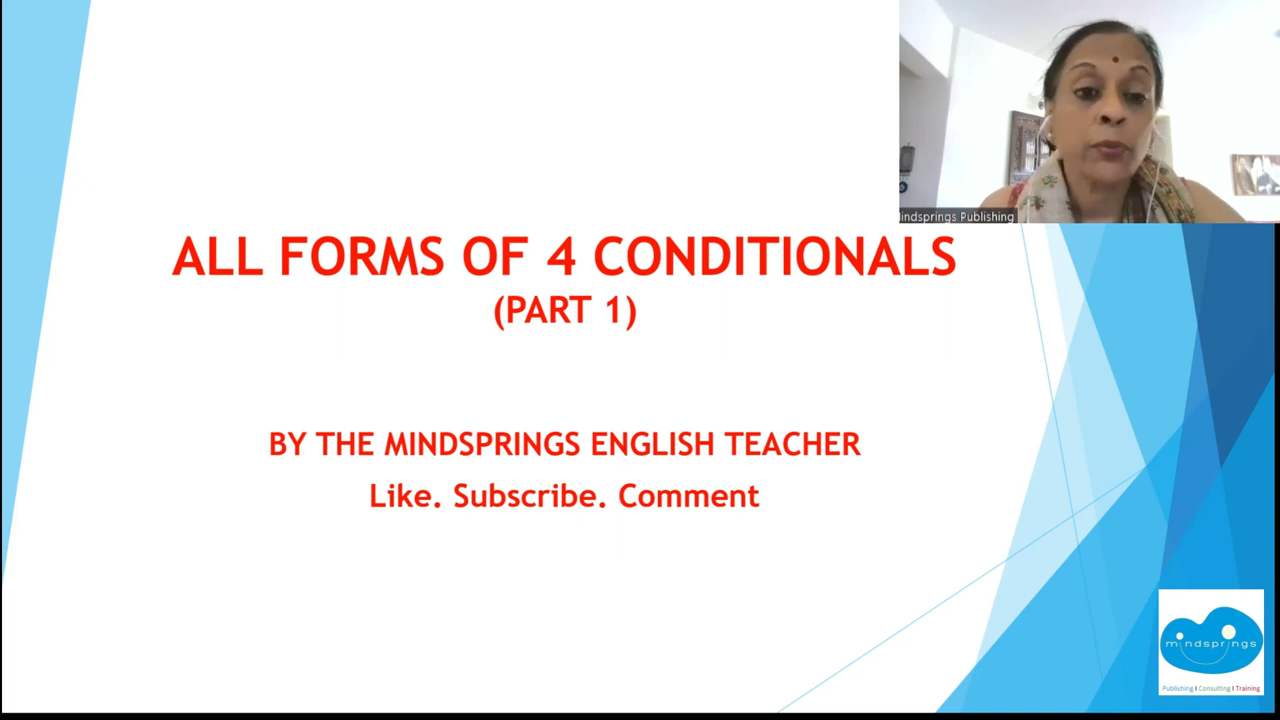 indsprings Publishing
ALL FORMS OF 4 CONDITIONALS
(PART 1)
BY THE MINDSPRINGS ENGLISH TEACHER
Like. Subscribe. Comment
mindsprings
Publishing I Consulting I Training